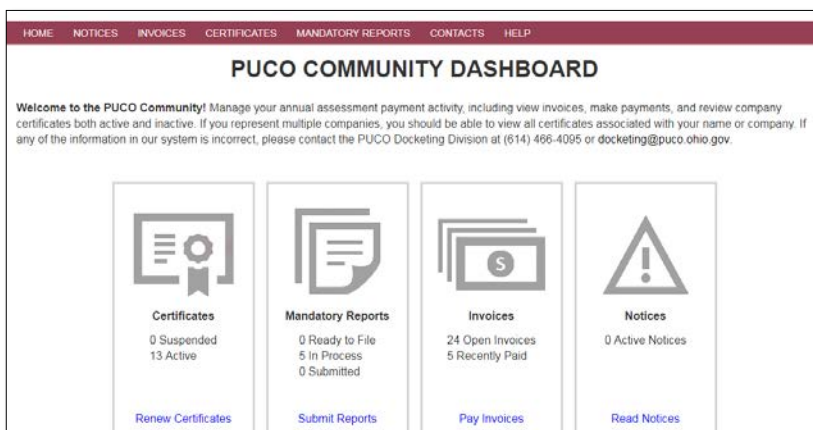 HOME NOTICES INVOICES CERTIFICATES MANDATORY REPORTS CONTACTS HELP
PUCO COMMUNITY DASHBOARD
Welcome to the PUCO Community! Manage your annual assessment payment activity, including view invoices, make payments, and review company
certificates both active and inactive. If you represent multiple companies, you should be able to view all certificates associated with your name or company. If
any of the information in our system is incorrect, please contact the PUCO Docketing Division at (614) 466-4095 or docketing@puco.ohio.gov.
Certificates
0 Suspended
13 Active
Renew Certificates
Mandatory Reports
0 Ready to File
5 In Process
0 Submitted
Submit Reports
$
Invoices
24 Open Invoices
5 Recently Paid
Pay Invoices
Notices
0 Active Notices
Read Notices